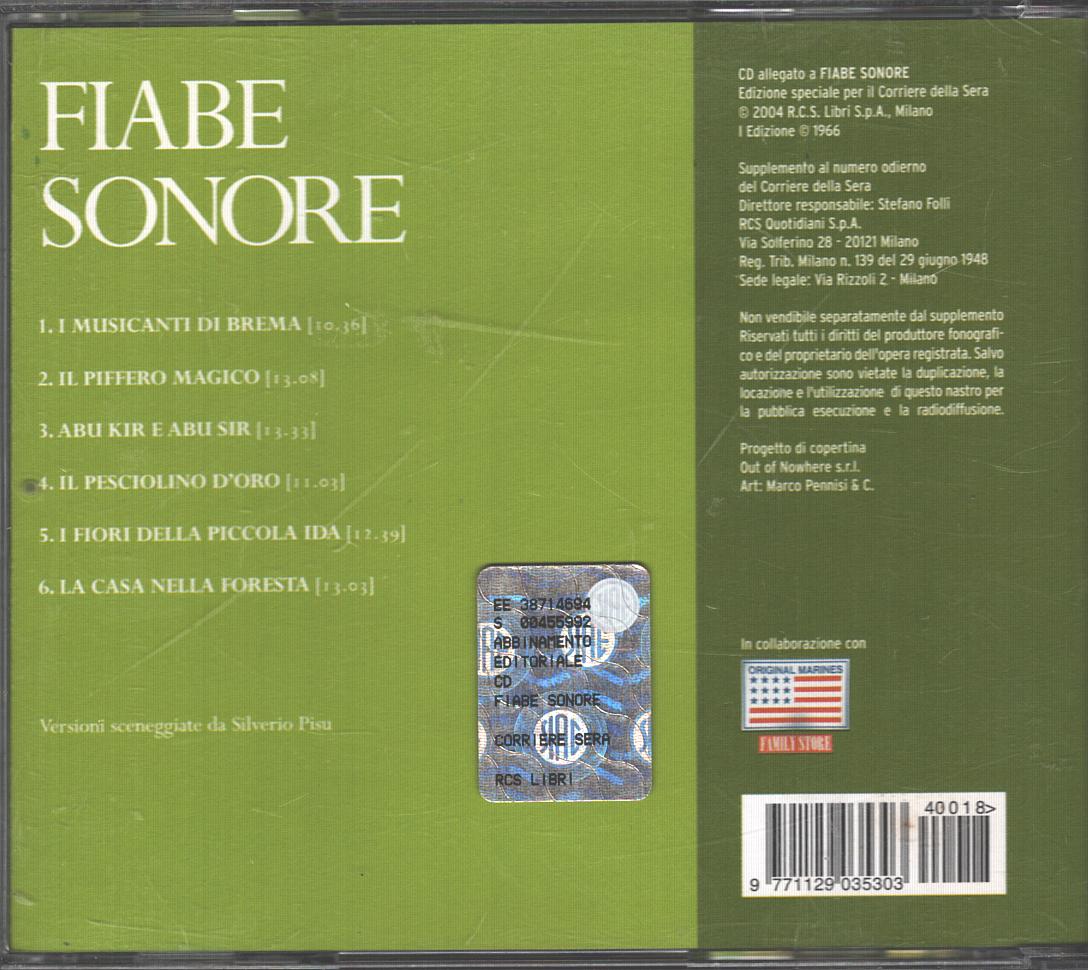 FIABE
SONORE
1. I MUSICANTI DI BREMA [10.36]
2. IL PIFFERO MAGICO [13.08]
3. ABU KIR E ABU SIR [13.33]
4. IL PESCIOLINO D'ORO [11.03]
5. I FIORI DELLA PICCOLA IDA [12.39]
6. LA CASA NELLA FORESTA [13.03]
Versioni sceneggiate da Silverio Pisu
EE 38714694
S 00455992
ABBINAMENTO
EDITORIALE
CD
FIABE SONORE
CORRIERE SERA
RCS LIBRI
SIAE
CD allegato a FIABE SONORE
Edizione speciale per il Corriere della Sera
© 2004 R.C.S. Libri S.p.A., Milano
I Edizione © 1966
Supplemento al numero odierno
del Corriere della Sera
Direttore responsabile: Stefano Folli
RCS Quotidiani S.p.A.
Via Solferino 28 - 20121 Milano
Reg. Trib. Milano n. 139 del 29 giugno 1948
Sede legale: Via Rizzoli 2 - Milano
Non vendibile separatamente dal supplemento
Riservati tutti i diritti del produttore fonografi-
co e del proprietario dell'opera registrata. Salvo
autorizzazione sono vietate la duplicazione, la
locazione e l'utilizzazione di questo nastro per
la pubblica esecuzione e la radiodiffusione.
Progetto di copertina
Out of Nowhere s.r.l.
Art: Marco Pennisi & C.
In collaborazione con
ORIGINAL MARINES
FAMILY STORE
40018>
9 771129 035303